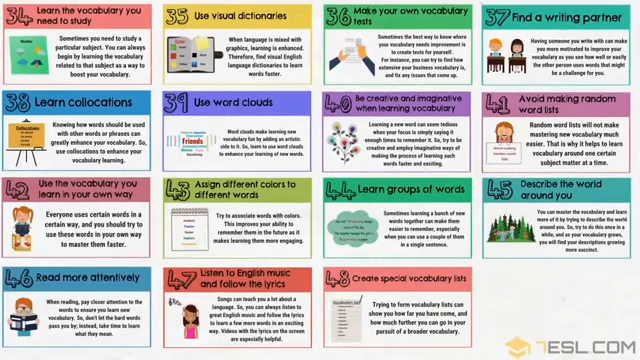 34 Learn the vocabulary you
need to study
Sometimes you need to study a
particular subject. You can always
begin by learning the vocabulary
related to that subject as a way
to boost your vocabulary.
35 Use visual dictionaries
When language is mixed with
graphics, learning is enhanced.
Therefore, find visual English
language dictionaries to learn
words faster.
36 Make your own vocabulary
tests
Sometimes the best way to know where
your vocabulary needs improvement is
to create tests for yourself.
For instance, you can try to find how
extensive your business vocabulary is,
and fix any issues that come up.
37 Find a writing partner
Having someone you write with can make
you more motivated to improve your
vocabulary as you see how well or easily
the other person uses words that might
be a challenge for you.
38 Learn collocations
Collocations
Knowing how words should be used
with other words or phrases can
greatly enhance your vocabulary. So,
use collocations to enhance your
vocabulary learning.
39 Use word clouds
Friends
Word clouds make learning new
vocabulary fun by adding an artistic
side to it. So, learn to use word clouds
to enhance your learning of new words.
40 Be creative and imaginative
when learning vocabulary
Learning a new word can seem tedious
when your focus is simply saying it
enough times to remember it. So, try to be
creative and employ imaginative ways of
making the process of learning such
words faster and exciting.
41 Avoid making random
word lists
Random word lists will not make
mastering new vocabulary much
easier. That is why it helps to learn
vocabulary around one certain
subject matter at a time.
42 Use the vocabulary you
learn in your own way
Everyone uses certain words in a
certain way, and you should try to
use these words in your own way
to master them faster.
43 Assign different colors to
different words
Try to associate words with colors.
This improves your ability to
remember them in the future as it
makes learning them more engaging.
44 Learn groups of words
Sometimes learning a bunch of new
words together can make them
easier to remember, especially
when you can use a couple of them
in a single sentence.
45 Describe the world
around you
You can master the vocabulary and learn
more of it by trying to describe the
world around you. So, try to do this once in
a while, and as your vocabulary grows,
you will find your descriptions growing
more succinct.
46 Read more attentively
When reading, pay closer attention to
the words to ensure you learn new
vocabulary. So, don't let the hard words
pass you by; instead, take time to learn
what they mean.
47 Listen to English music
and follow the lyrics
Songs can teach you a lot about a
language. So, you can always listen to
great English music and follow the lyrics
to learn a few more words in an exciting
way. Videos with the lyrics on the screen
are especially helpful.
48 Create special vocabulary lists
Vocabulary List
Trying to form vocabulary lists can
show you how far you have come, and
how much further you can go in your
pursuit of a broader vocabulary.
7ESL.COM